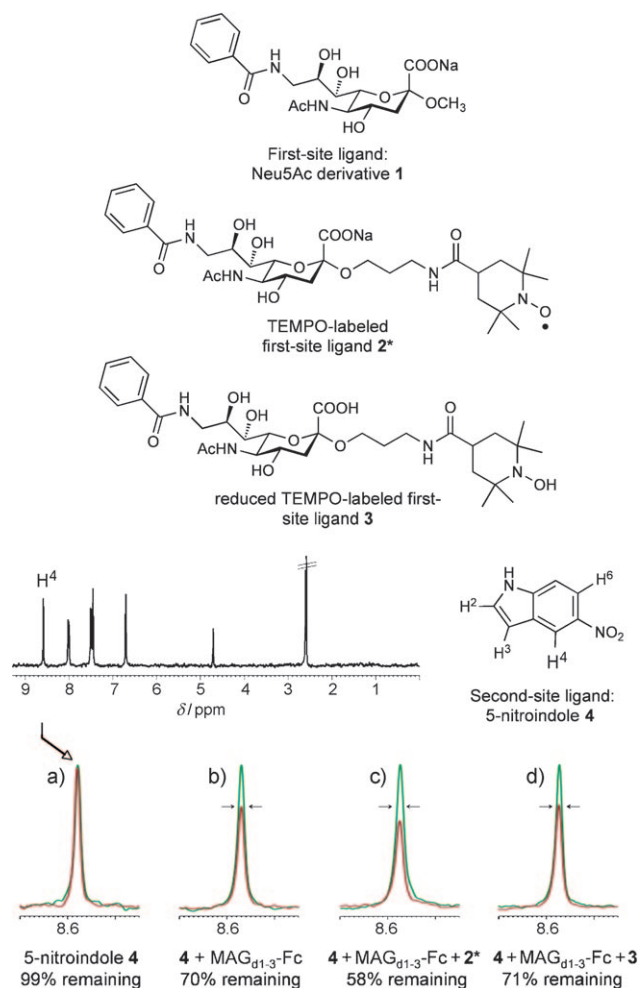 O
N
H
OH
OH
COONa
O
AcHN
HO
OCH3
First-site ligand:
Neu5Ac derivative 1
O
N
H
OH
OH
COONa
O
AcHN
HO
O
N
H
O
N
O
•
TEMPO-labeled
first-site ligand 2*
O
N
H
OH
OH
COOH
O
AcHN
HO
O
N
H
O
N
OH
reduced TEMPO-labeled first-
site ligand 3
H4
9 8 7 6 5 4 3 2 1
δ / ppm
H
N
H2
H3
H4
H6
NO2
Second-site ligand:
5-nitroindole 4
a)
b)
c)
d)
8.6
8.6
8.6
8.6
5-nitroindole 4
99% remaining
4 + MAGd1-3-Fc
70% remaining
4 + MAGd1-3-Fc + 2*
58% remaining
4 + MAGd1-3-Fc + 3
71% remaining